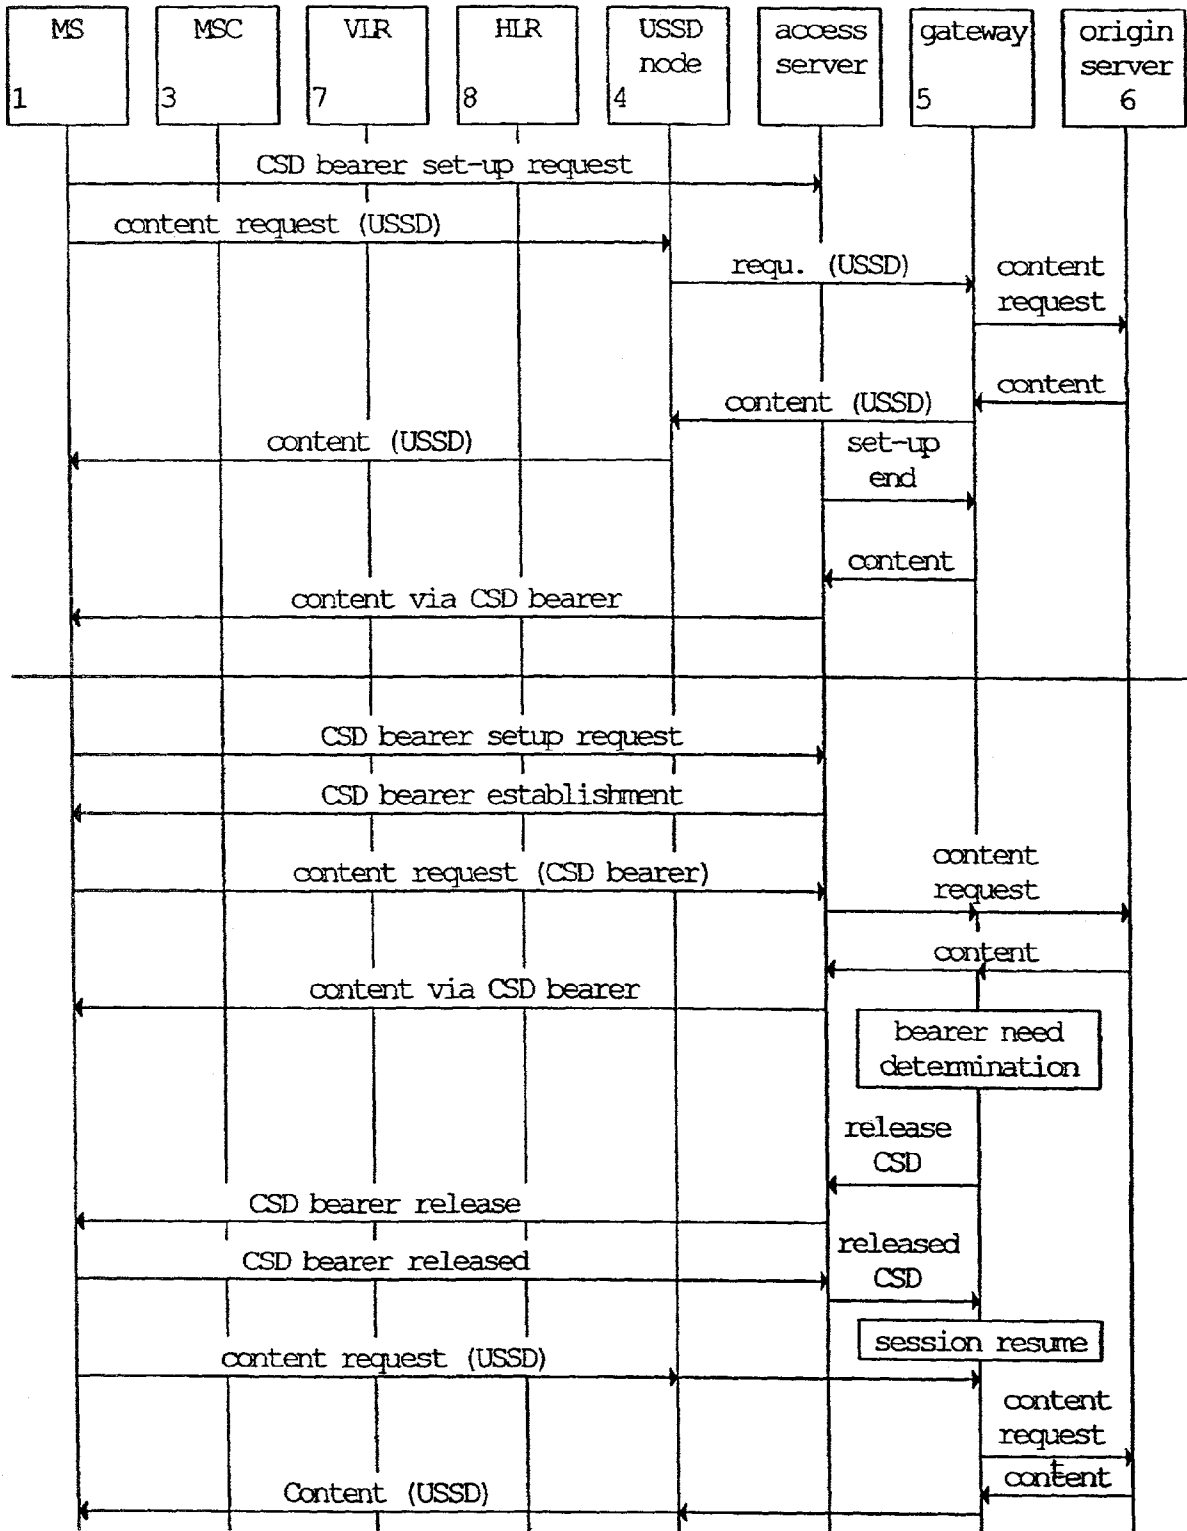 MS
MSC
VLR
HLR
USSD
node
access
server
gateway
origin
server
1
3
7
8
4
5
6
CSD bearer set-up request
content request (USSD)
requ. (USSD)
content
request
content
content (USSD)
content (USSD)
set-up
end
content
content via CSD bearer
CSD bearer setup request
CSD bearer establishment
content request (CSD bearer)
content
request
content
content via CSD bearer
bearer need
determination
release
CSD
CSD bearer release
CSD bearer released
released
CSD
session resume
content request (USSD)
content
request
t
content
Content (USSD)